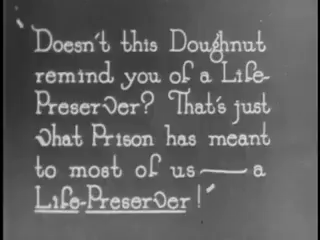 "Doesn't this Doughnut
remind you of a Life-
Preserver? That's just
what Prison has meant
to most of us — a
Life-Preserver!"